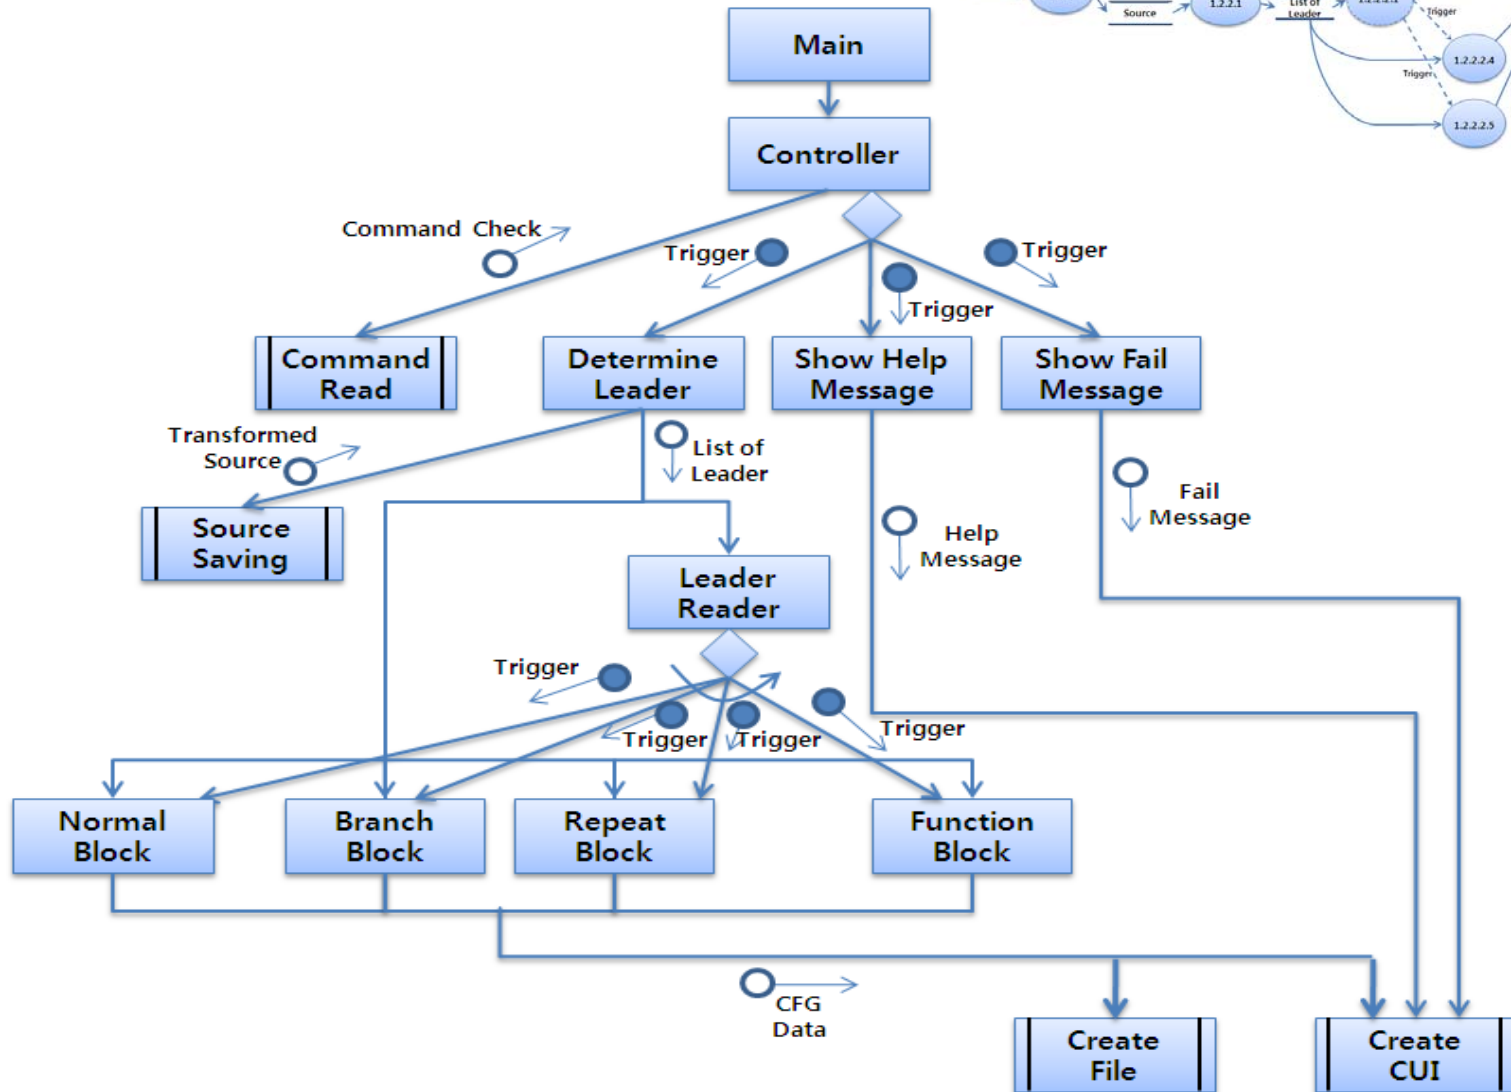 Source
1.2.2.1
List of
Leader
Trigger
1.2.2.2.4
Trigger
1.2.2.2.5
Main
Controller
Command Check
Trigger
Trigger
Trigger
Command
Read
Determine
Leader
Show Help
Message
Show Fail
Message
Transformed
Source
List of
Leader
Source
Saving
Help
Message
Fail
Message
Leader
Reader
Trigger
Trigger
Trigger
Trigger
Normal
Block
Branch
Block
Repeat
Block
Function
Block
CFG
Data
Create
File
Create
CUI